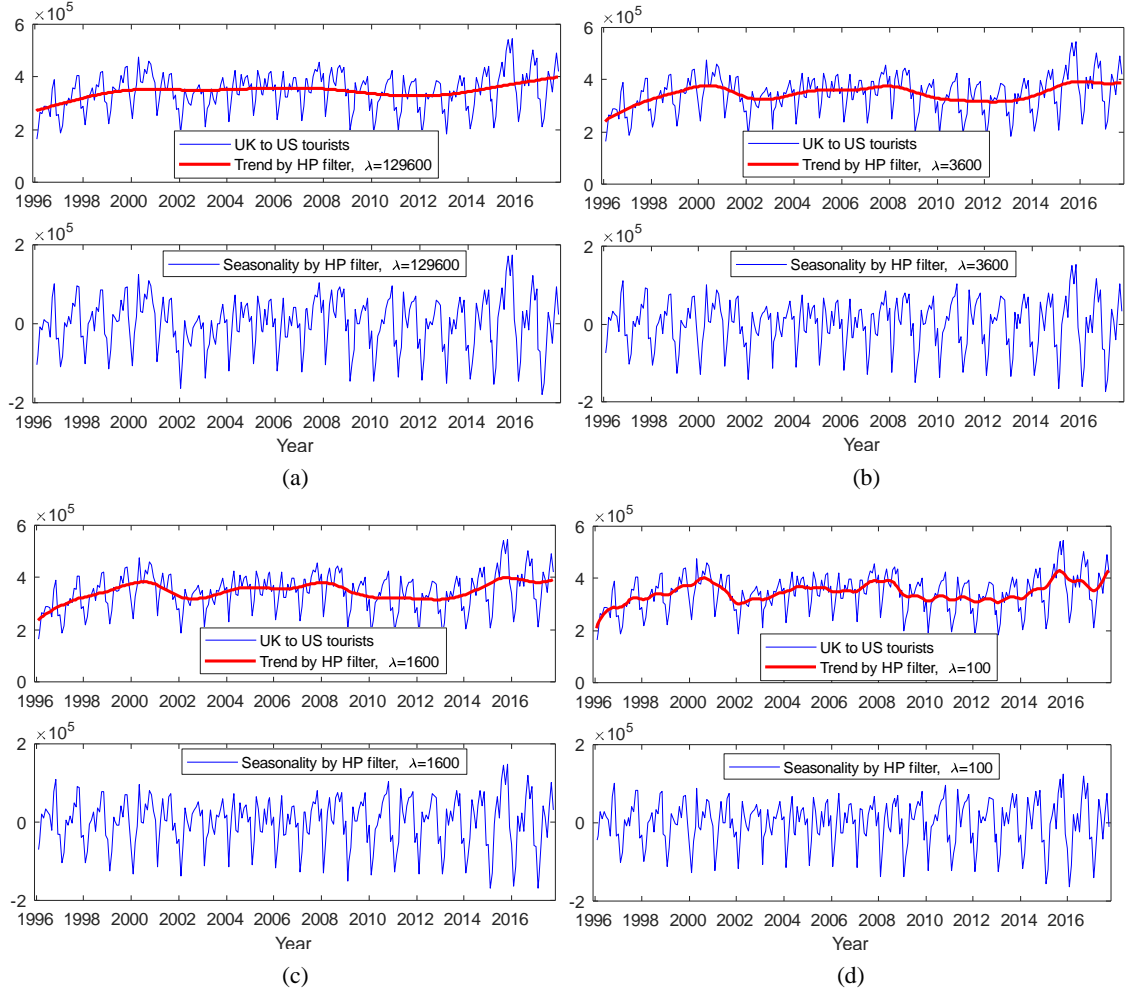 ×10^5
6
4
2
0
UK to US tourists
Trend by HP filter, λ=129600
1996 1998 2000 2002 2004 2006 2008 2010 2012 2014 2016
×10^5
2
0
-2
Seasonality by HP filter, λ=129600
1996 1998 2000 2002 2004 2006 2008 2010 2012 2014 2016
Year
(a)
×10^5
6
4
2
0
UK to US tourists
Trend by HP filter, λ=3600
1996 1998 2000 2002 2004 2006 2008 2010 2012 2014 2016
×10^5
2
0
-2
Seasonality by HP filter, λ=3600
1996 1998 2000 2002 2004 2006 2008 2010 2012 2014 2016
Year
(b)
×10^5
6
4
2
0
UK to US tourists
Trend by HP filter, λ=1600
1996 1998 2000 2002 2004 2006 2008 2010 2012 2014 2016
×10^5
2
0
-2
Seasonality by HP filter, λ=1600
1996 1998 2000 2002 2004 2006 2008 2010 2012 2014 2016
Year
(c)
×10^5
6
4
2
0
UK to US tourists
Trend by HP filter, λ=100
1996 1998 2000 2002 2004 2006 2008 2010 2012 2014 2016
×10^5
2
0
-2
Seasonality by HP filter, λ=100
1996 1998 2000 2002 2004 2006 2008 2010 2012 2014 2016
Year
(d)